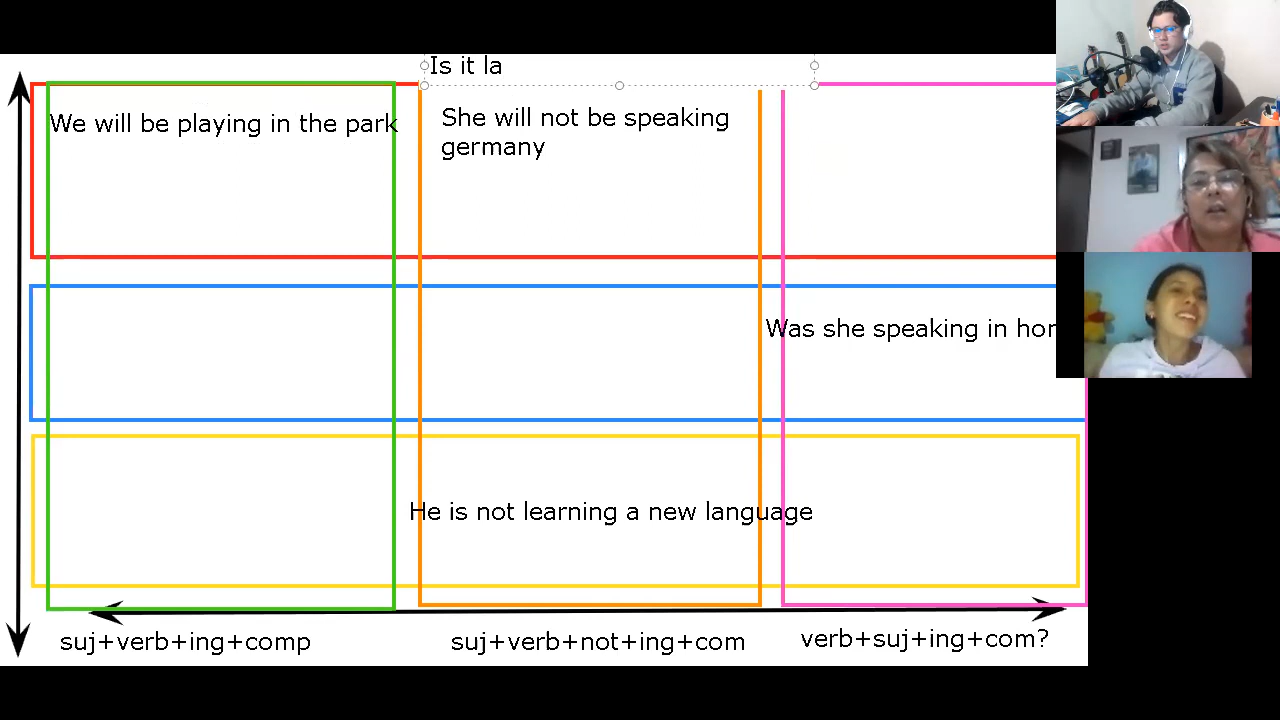 Is it la
We will be playing in the park
She will not be speaking
germany
Was she speaking in
He is not learning a new language
suj+verb+ing+comp
suj+verb+not+ing+com
verb+suj+ing+com?